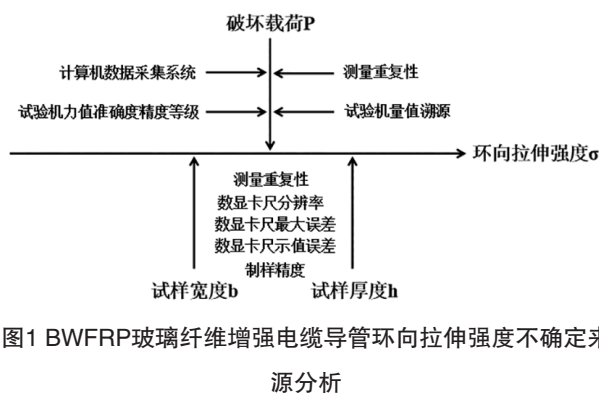 破坏载荷P
计算机数据采集系统
测量重复性
试验机力值准确度精度等级
试验机量值溯源
环向拉伸强度σ
测量重复性
数显卡尺分辨率
数显卡尺最大误差
数显卡尺示值误差
制样精度
试样宽度b
试样厚度h
图1 BWFRP玻璃纤维增强电缆导管环向拉伸强度不确定来
源分析